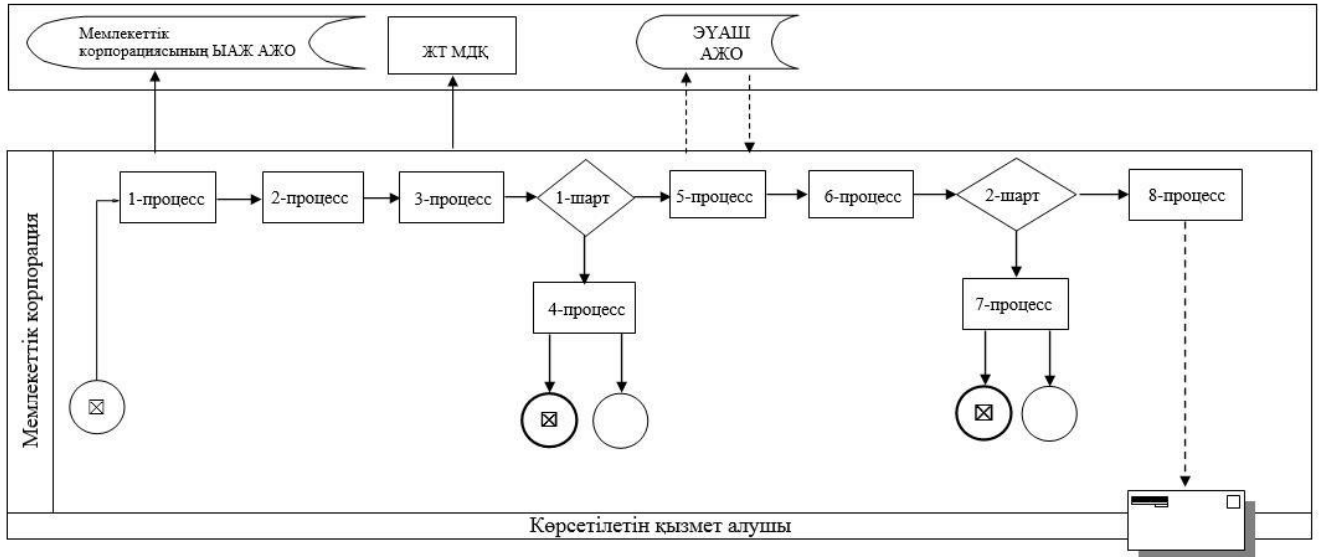 Мемлекеттік
корпорациясының ЫАЖ АЖО
ЖТ МДҚ
ЭҮАШ
АЖО
Мемлекеттік корпорация
1-процесс
2-процесс
3-процесс
1-шарт
5-процесс
6-процесс
2-шарт
8-процесс
4-процесс
7-процесс
Көрсетілетін қызмет алушы